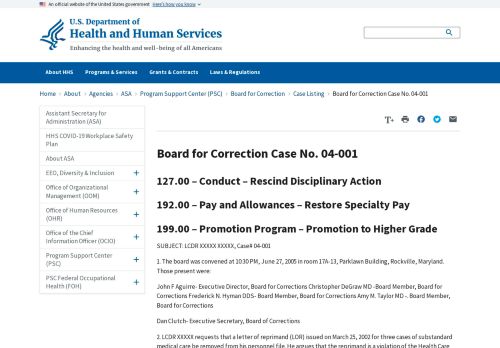 An official website of the United States government Here's how you know
U.S. Department of
Health and Human Services
Enhancing the health and well-being of all Americans
About HHS Programs & Services Grants & Contracts Laws & Regulations
Home > About > Agencies > ASA > Program Support Center (PSC) > Board for Correction > Case Listing > Board for Correction Case No. 04-001
Assistant Secretary for
Administration (ASA)
HHS COVID-19 Workplace Safety
Plan
About ASA
EEO, Diversity & Inclusion +
Office of Organizational
Management (OOM) +
Office of Human Resources
(OHR) +
Office of the Chief
Information Officer (OCIO) +
Program Support Center
(PSC) +
PSC Federal Occupational
Health (FOH) +
T+
Board for Correction Case No. 04-001
127.00 – Conduct – Rescind Disciplinary Action
192.00 – Pay and Allowances – Restore Specialty Pay
199.00 – Promotion Program – Promotion to Higher Grade
SUBJECT: LCDR XXXXX XXXXX, Case# 04-001
1. The board was convened at 10:30 PM, June 27, 2005 in room 17A-13, Parklawn Building, Rockville, Maryland.
Those present were:
John F Aguirre- Executive Director, Board for Corrections Christopher DeGraw MD -Board Member, Board for
Corrections Frederick N. Hyman DDS- Board Member, Board for Corrections Amy M. Taylor MD -. Board Member,
Board for Corrections
Dan Clutch- Executive Secretary, Board of Corrections
2. LCDR XXXXX requests that a letter of reprimand (LOR) issued on March 25, 2002 for three cases of substandard
medical care be removed from his personnel file. He argues that the reprimand is a violation of the Health Care